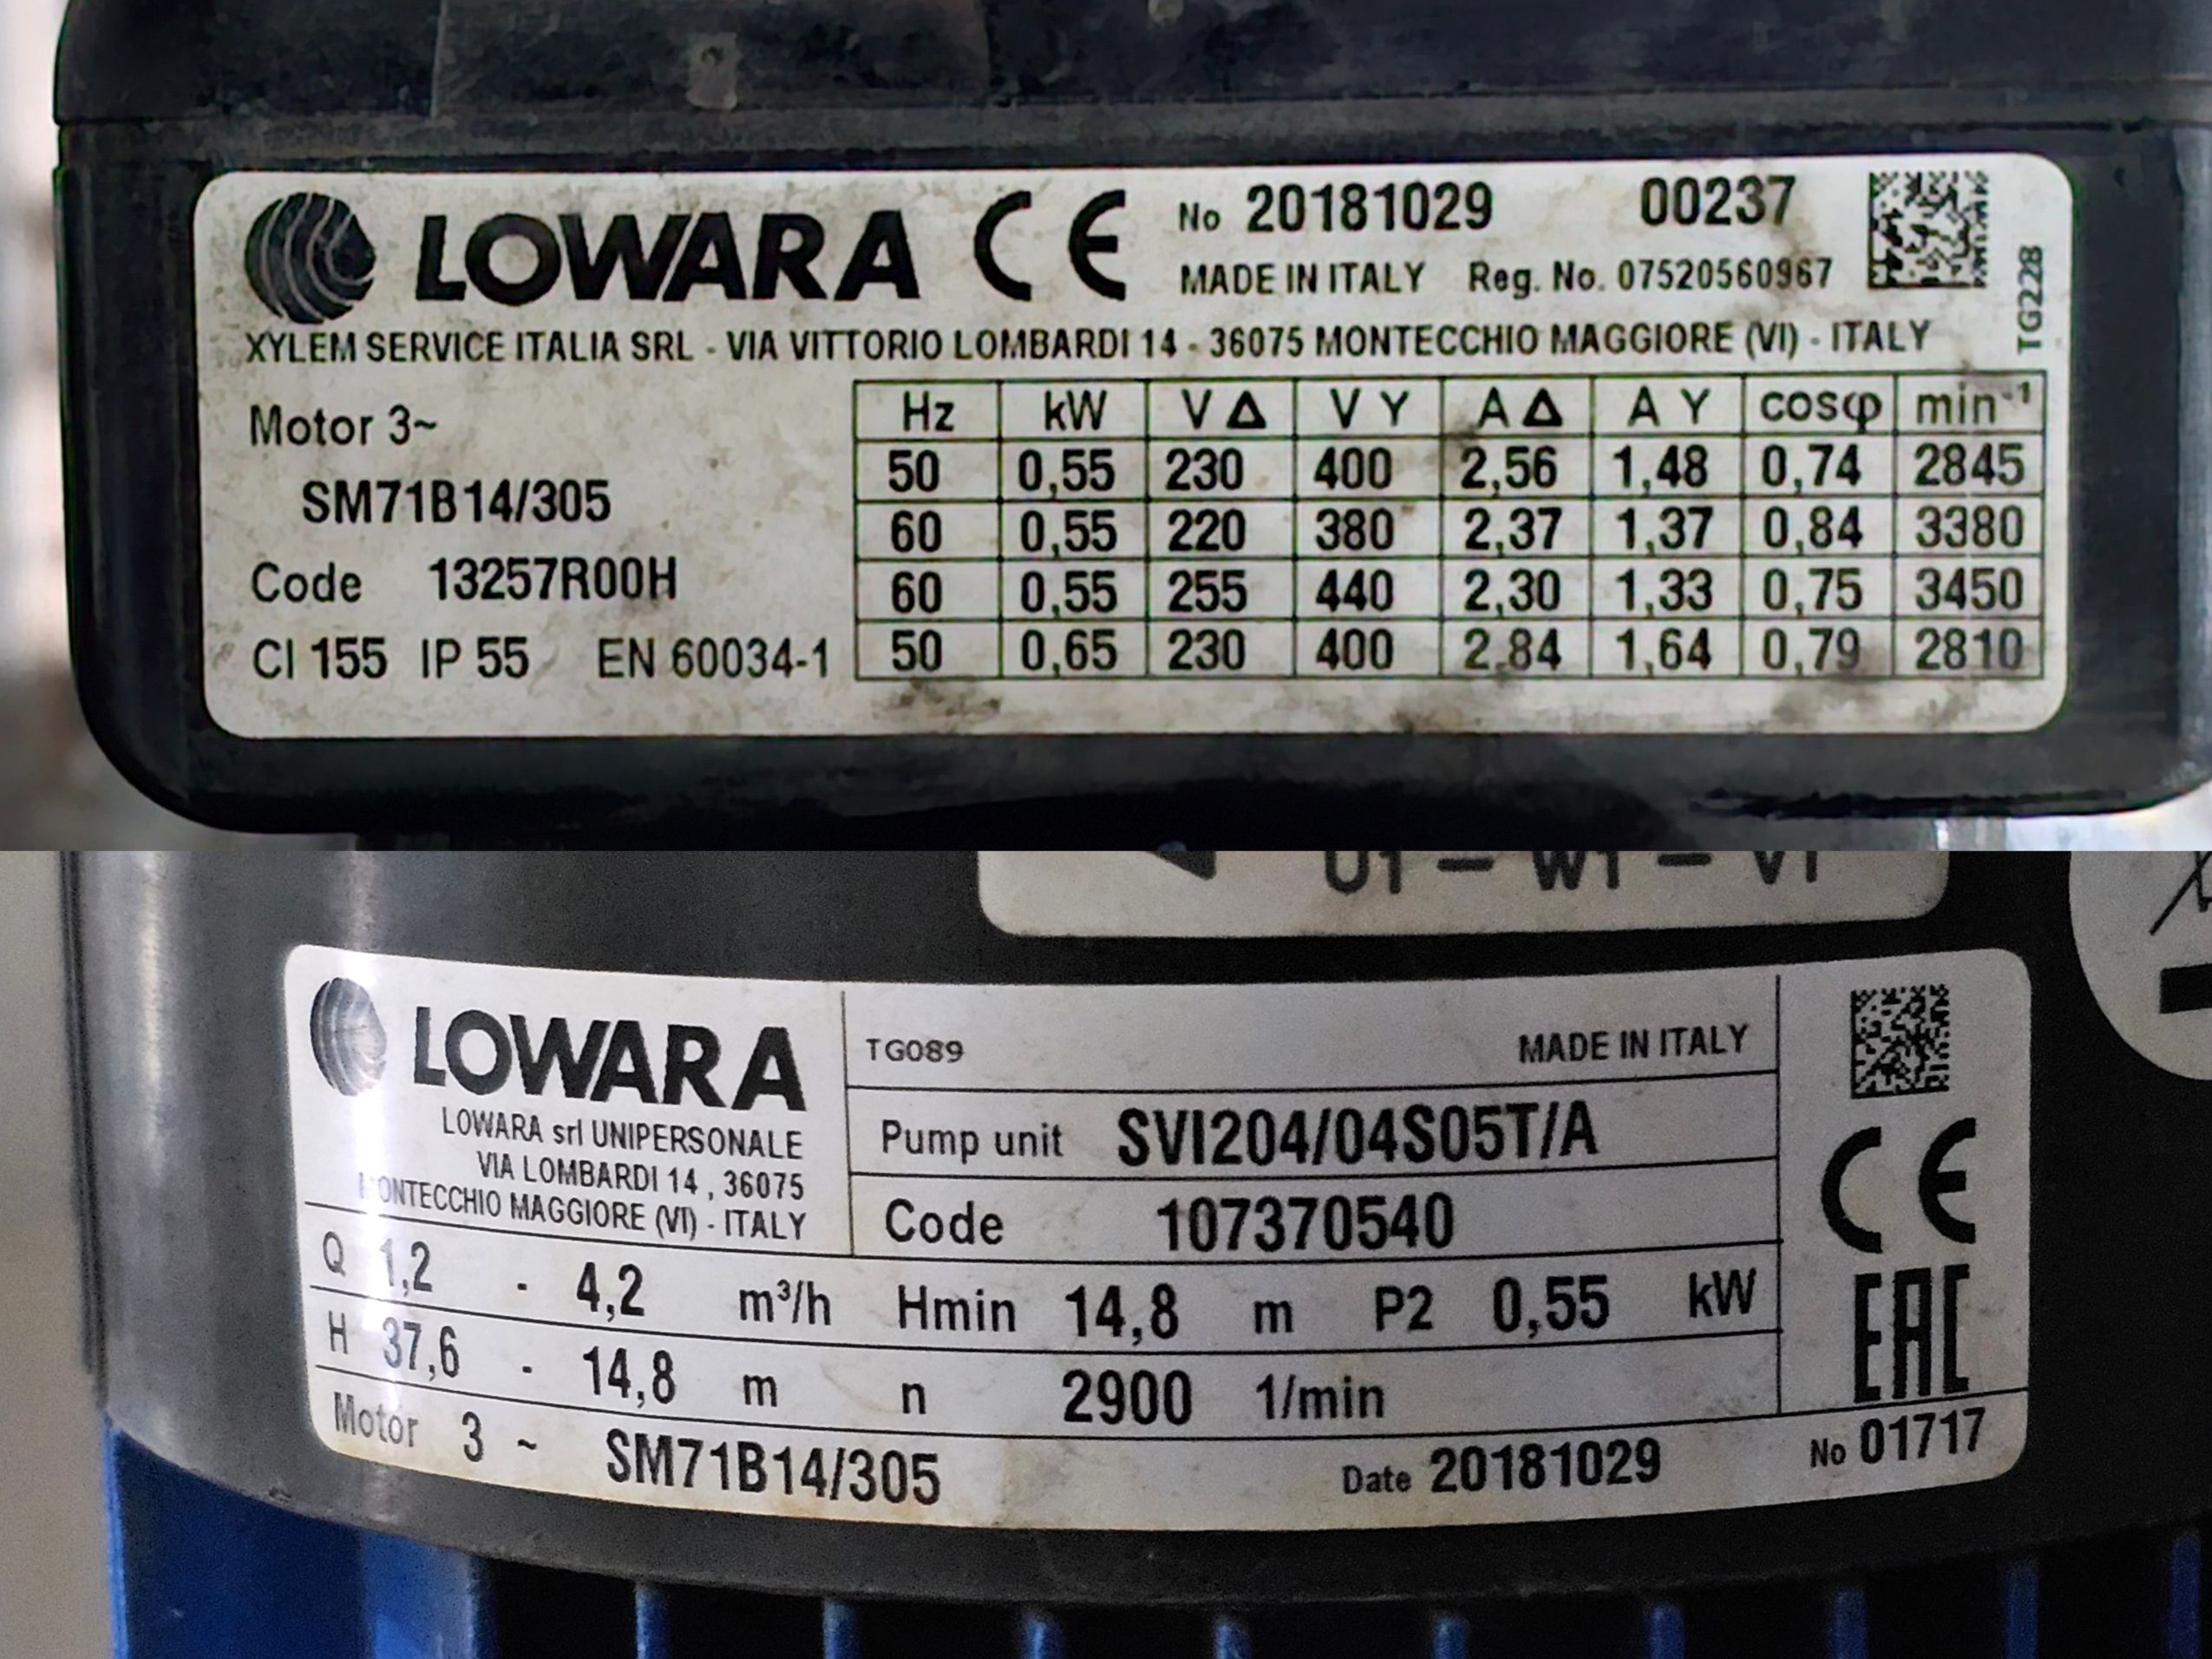 LOWARA CE No 20181029 00237
MADE IN ITALY Reg. No. 07520560967
TG228
XYLEM SERVICE ITALIA SRL - VIA VITTORIO LOMBARDI 14 - 36075 MONTECCHIO MAGGIORE (VI) - ITALY
Motor 3~
SM71B14/305
Code 13257R00H
CI 155 IP 55 EN 60034-1
Hz kW V Δ V Y A Δ A Y cosφ min⁻¹
50 0,55 230 400 2,56 1,48 0,74 2845
60 0,55 220 380 2,37 1,37 0,84 3380
60 0,55 255 440 2,30 1,33 0,75 3450
50 0,65 230 400 2,84 1,64 0,79 2810
U1 – W1 – V1
LOWARA
LOWARA srl UNIPERSONALE
VIA LOMBARDI 14 , 36075
MONTECCHIO MAGGIORE (VI) - ITALY
TG089 MADE IN ITALY
Pump unit SVI204/04S05T/A
Code 107370540
CE
EAC
Q 1,2 - 4,2 m³/h Hmin 14,8 m P2 0,55 kW
H 37,6 - 14,8 m n 2900 1/min
Motor 3 ~ SM71B14/305 Date 20181029 No 01717